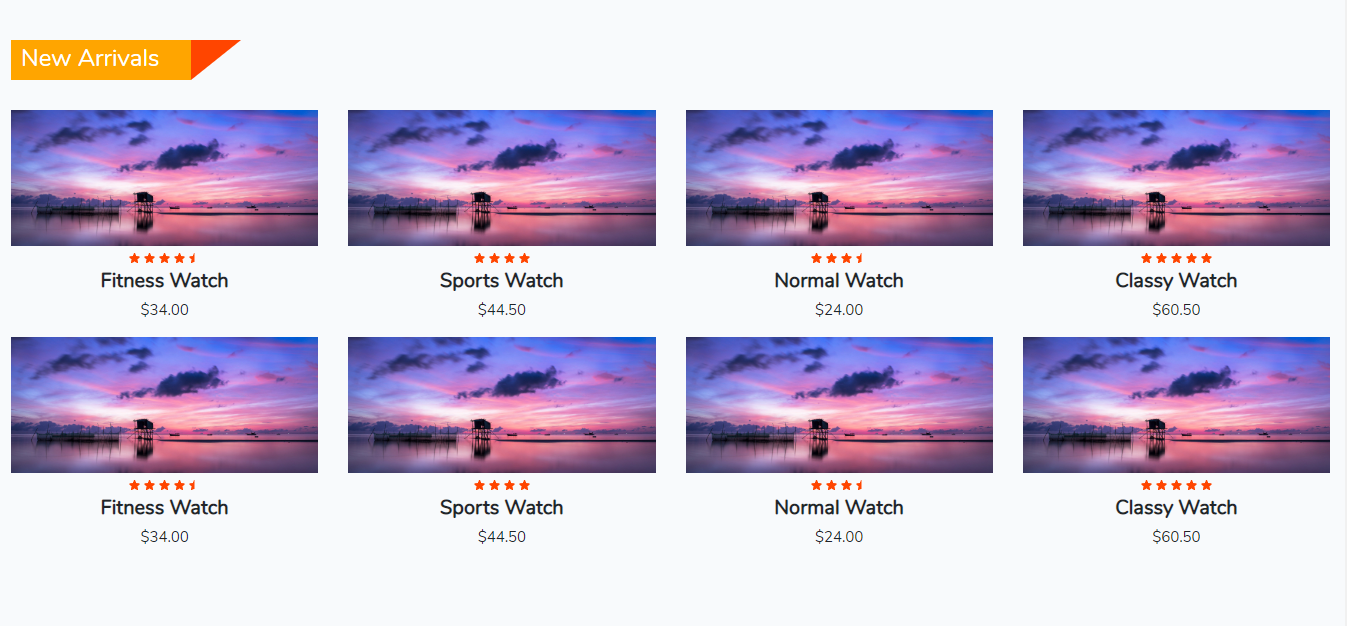 New Arrivals
Fitness Watch
$34.00
Sports Watch
$44.50
Normal Watch
$24.00
Classy Watch
$60.50
Fitness Watch
$34.00
Sports Watch
$44.50
Normal Watch
$24.00
Classy Watch
$60.50